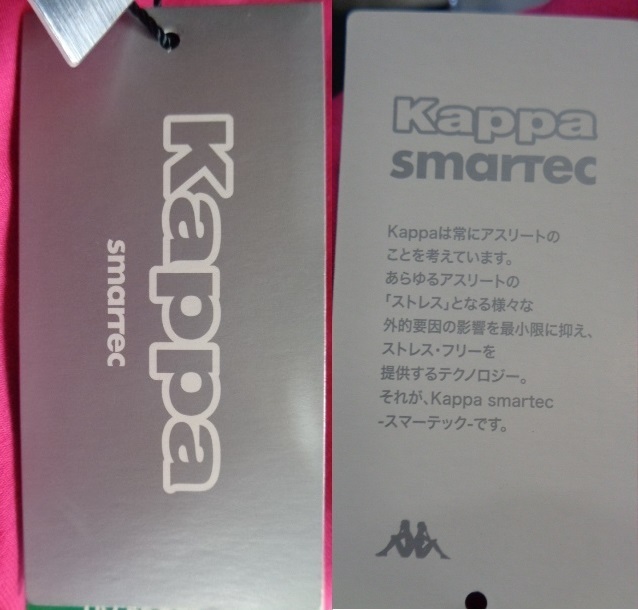 Kappa
smartec
Kappa
smartec
Kappaは常にアスリートの
ことを考えています。
あらゆるアスリートの
「ストレス」となる様々な
外的要因の影響を最小限に抑え、
ストレス・フリーを
提供するテクノロジー。
それが、Kappa smartec
-スマーテック-です。